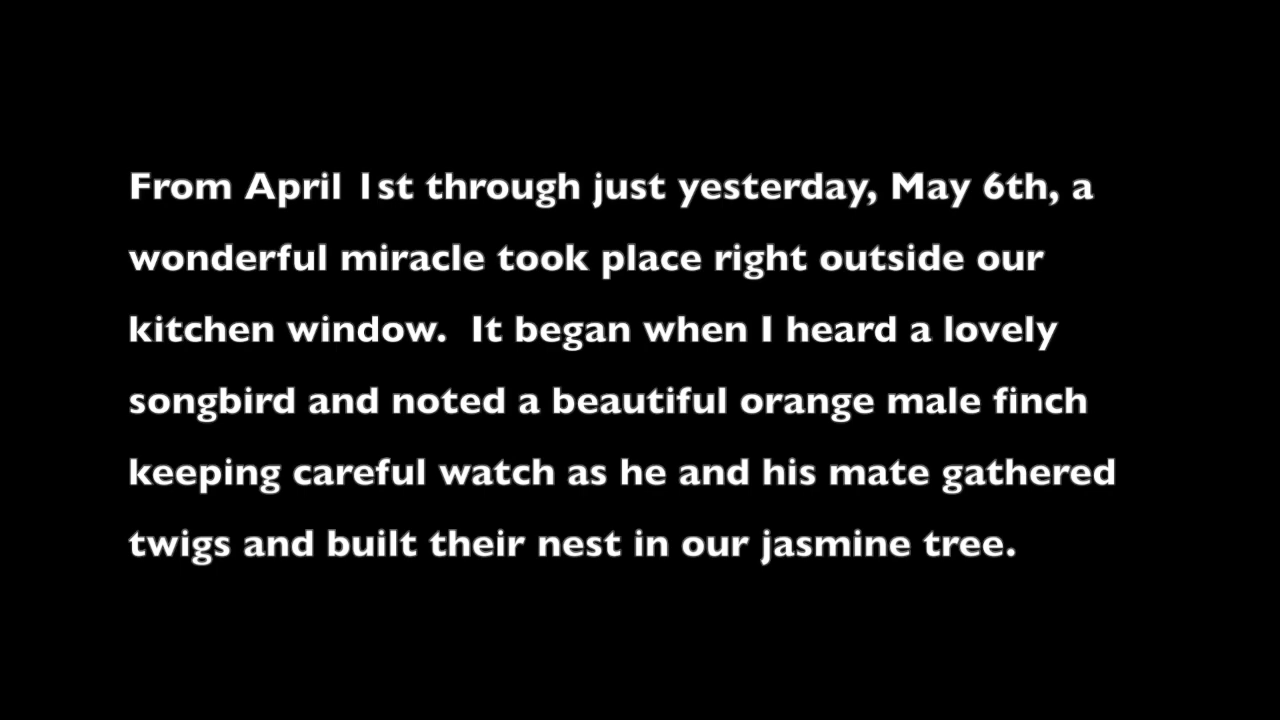 From April 1st through just yesterday, May 6th, a
wonderful miracle took place right outside our
kitchen window.  It began when I heard a lovely
songbird and noted a beautiful orange male finch
keeping careful watch as he and his mate gathered
twigs and built their nest in our jasmine tree.